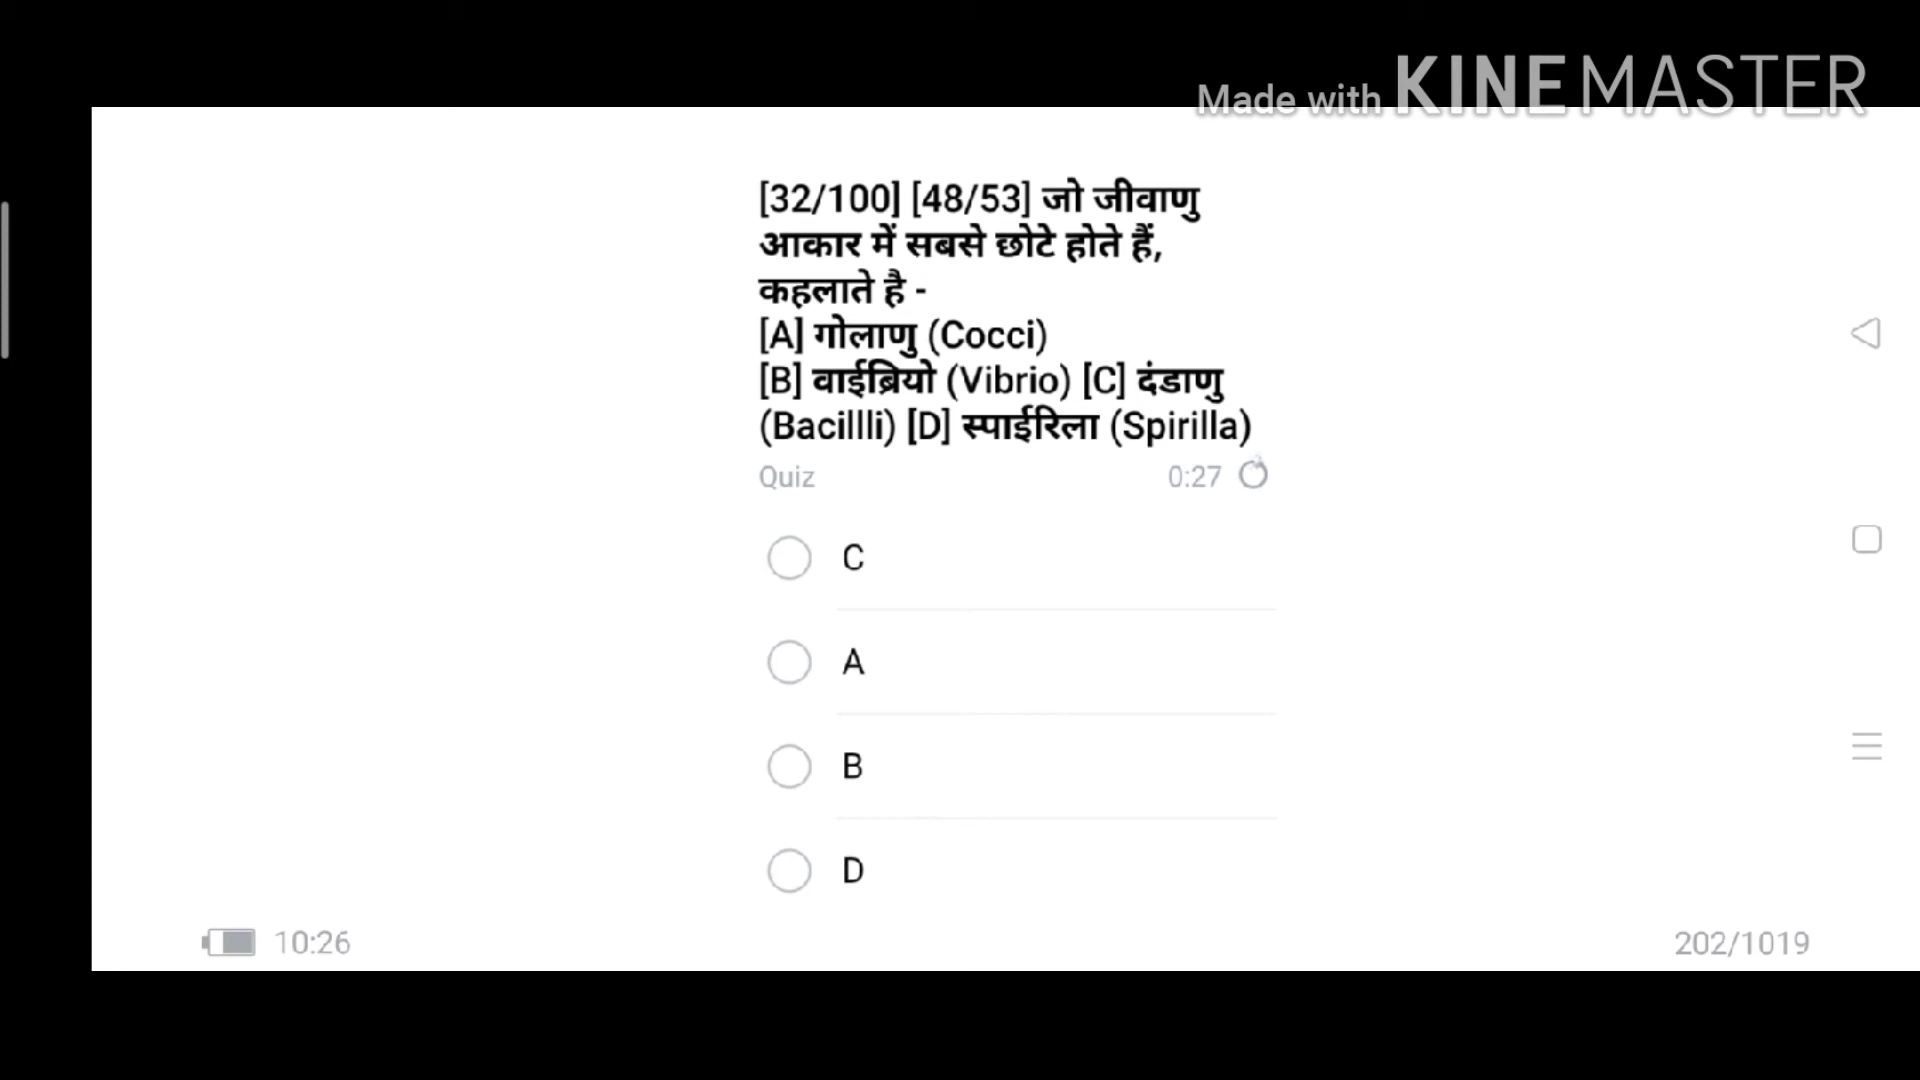 Made with KINEMASTER
[32/100] [48/53] जो जीवाणु
आकार में सबसे छोटे होते हैं,
कहलाते है -
[A] गोलाणु (Cocci)
[B] वाईब्रियो (Vibrio) [C] दंडाणु
(Bacillli) [D] स्पाईरिला (Spirilla)
Quiz 0:27
C
A
B
D
10:26 202/1019